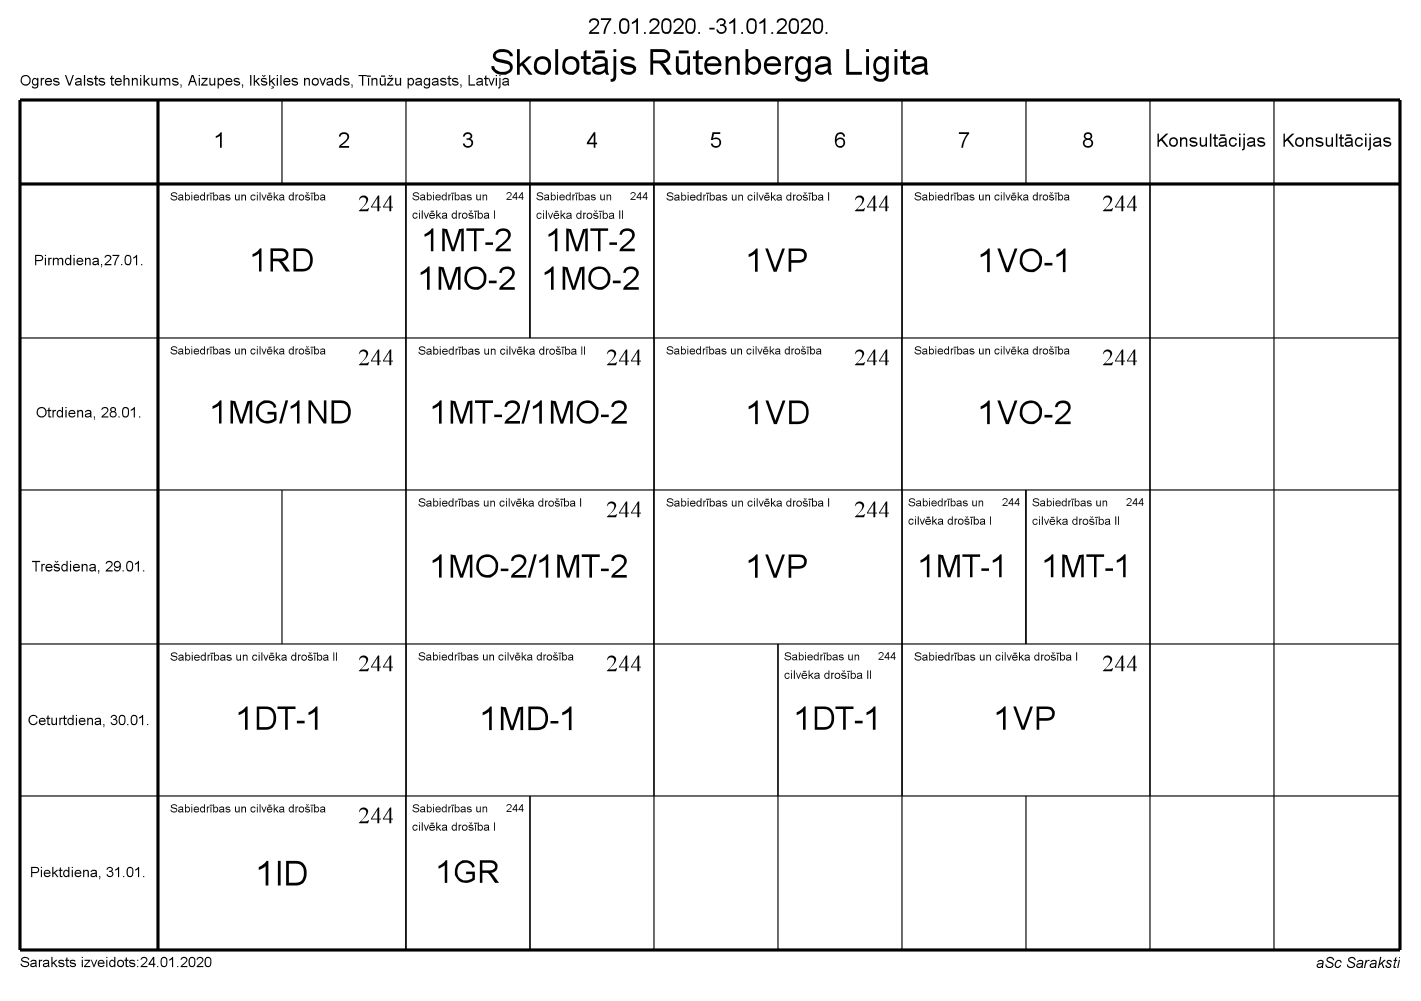 27.01.2020. -31.01.2020.
Skolotājs Rūtenberga Ligita
Ogres Valsts tehnikums, Aizupes, Ikšķiles novads, Tīnūžu pagasts, Latvija
1 2 3 4 5 6 7 8 Konsultācijas Konsultācijas
Pirmdiena,27.01.
Sabiedrības un cilvēka drošība 244
1RD
Sabiedrības un 244
cilvēka drošība I
1MT-2
1MO-2
Sabiedrības un 244
cilvēka drošība II
1MT-2
1MO-2
Sabiedrības un cilvēka drošība I 244
1VP
Sabiedrības un cilvēka drošība 244
1VO-1
Otrdiena, 28.01.
Sabiedrības un cilvēka drošība 244
1MG/1ND
Sabiedrības un cilvēka drošība II 244
1MT-2/1MO-2
Sabiedrības un cilvēka drošība 244
1VD
Sabiedrības un cilvēka drošība 244
1VO-2
Trešdiena, 29.01.
Sabiedrības un cilvēka drošība I 244
1MO-2/1MT-2
Sabiedrības un cilvēka drošība I 244
1VP
Sabiedrības un 244
cilvēka drošība I
1MT-1
Sabiedrības un 244
cilvēka drošība II
1MT-1
Ceturtdiena, 30.01.
Sabiedrības un cilvēka drošība II 244
1DT-1
Sabiedrības un cilvēka drošība 244
1MD-1
Sabiedrības un 244
cilvēka drošība II
1DT-1
Sabiedrības un cilvēka drošība I 244
1VP
Piektdiena, 31.01.
Sabiedrības un cilvēka drošība 244
1ID
Sabiedrības un 244
cilvēka drošība I
1GR
Saraksts izveidots:24.01.2020
aSc Saraksti